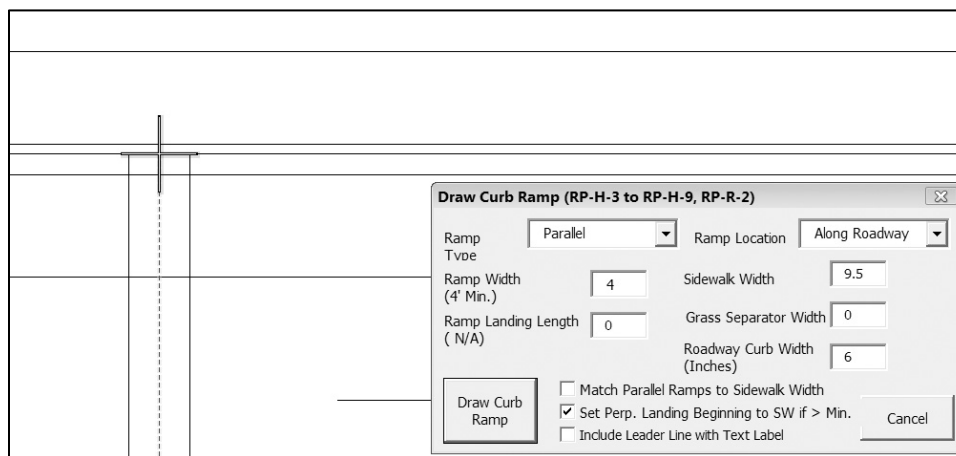 Draw Curb Ramp (RP-H-3 to RP-H-9, RP-R-2)
Ramp Type
Parallel
Ramp Location
Along Roadway
Ramp Width
(4' Min.)
4
Sidewalk Width
9.5
Ramp Landing Length
( N/A)
0
Grass Separator Width
0
Roadway Curb Width
(Inches)
6
Match Parallel Ramps to Sidewalk Width
Set Perp. Landing Beginning to SW if > Min.
Include Leader Line with Text Label
Draw Curb
Ramp
Cancel